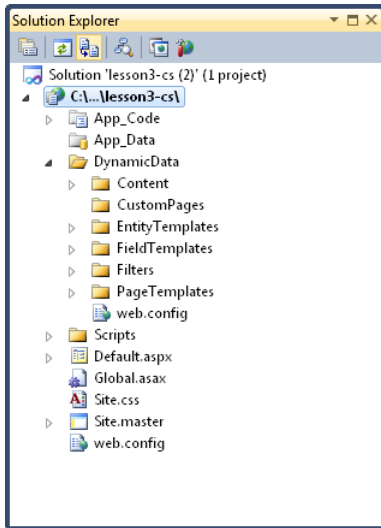 Solution Explorer
Solution 'lesson3-cs (2)' (1 project)
C:\...\lesson3-cs\
App_Code
App_Data
DynamicData
Content
CustomPages
EntityTemplates
FieldTemplates
Filters
PageTemplates
web.config
Scripts
Default.aspx
Global.asax
Site.css
Site.master
web.config